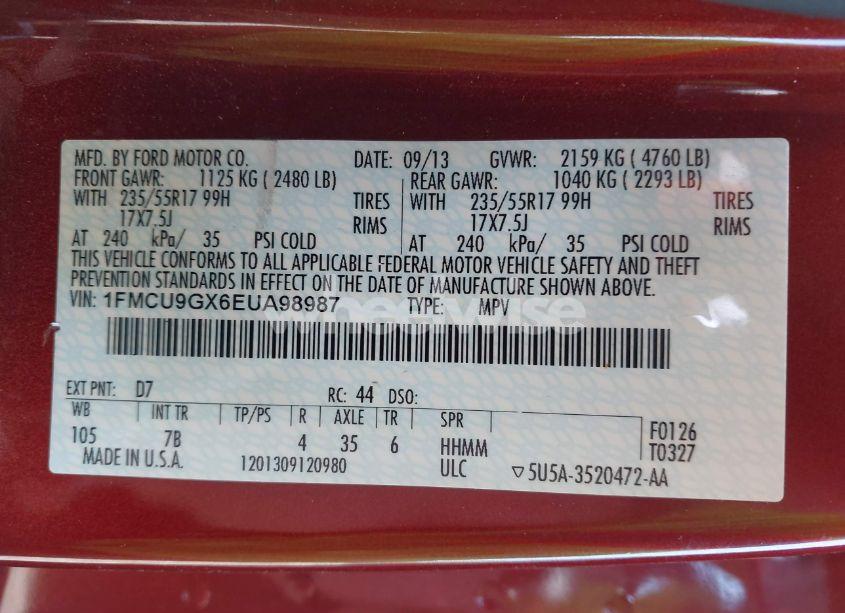 MFD. BY FORD MOTOR CO. DATE: 09/13 GVWR: 2159 KG ( 4760 LB)
FRONT GAWR: 1125 KG ( 2480 LB) REAR GAWR: 1040 KG ( 2293 LB)
WITH 235/55R17 99H TIRES WITH 235/55R17 99H TIRES
17X7.5J RIMS 17X7.5J RIMS
AT 240 kPa/ 35 PSI COLD AT 240 kPa/ 35 PSI COLD
THIS VEHICLE CONFORMS TO ALL APPLICABLE FEDERAL MOTOR VEHICLE SAFETY AND THEFT
PREVENTION STANDARDS IN EFFECT ON THE DATE OF MANUFACTURE SHOWN ABOVE.
VIN: 1FMCU9GX6EUA98987 TYPE: MPV
wheelwise
EXT PNT: D7 RC: 44 DSO:
WB INT TR TP/PS R AXLE TR SPR F0126
105 7B 4 35 6 HHMM T0327
MADE IN U.S.A. 1201309120980 ULC ▽5U5A-3520472-AA